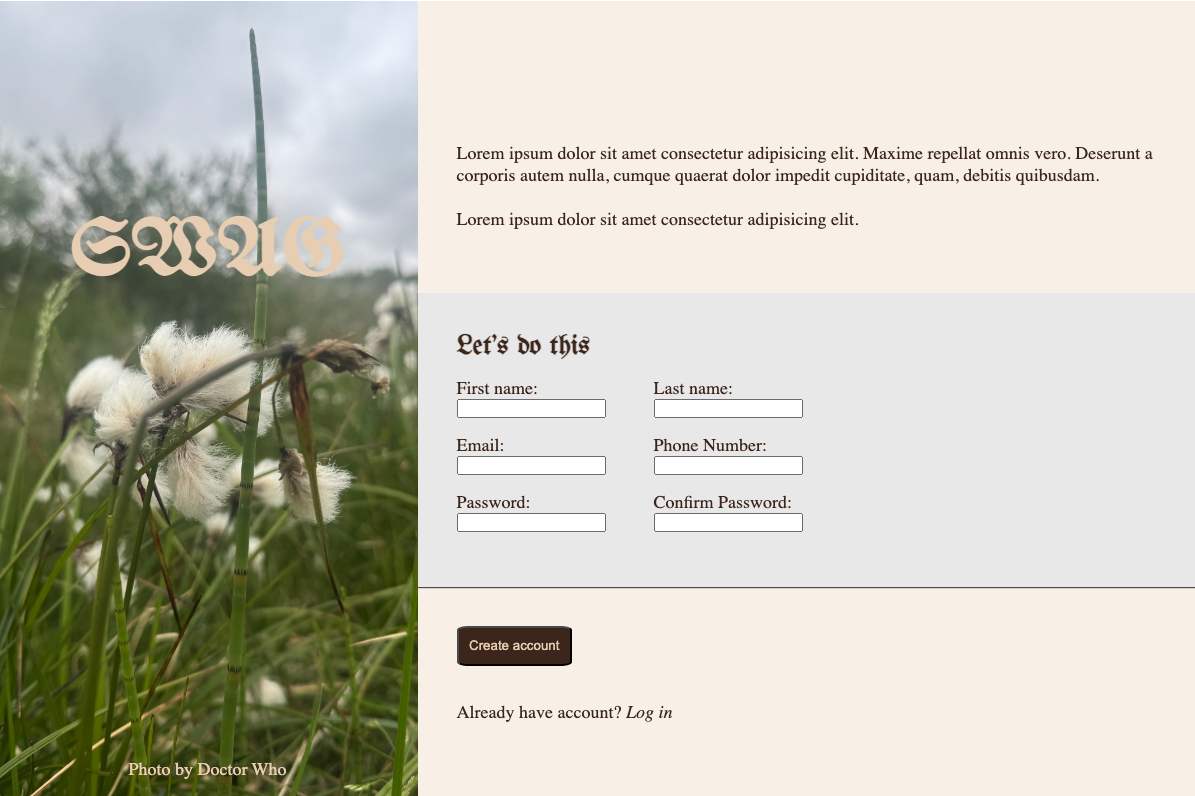 SWAG
Photo by Doctor Who
Lorem ipsum dolor sit amet consectetur adipisicing elit. Maxime repellat omnis vero. Deserunt a
corporis autem nulla, cumque quaerat dolor impedit cupiditate, quam, debitis quibusdam.
Lorem ipsum dolor sit amet consectetur adipisicing elit.
Let's do this
First name: Last name:
Email: Phone Number:
Password: Confirm Password:
Create account
Already have account? Log in